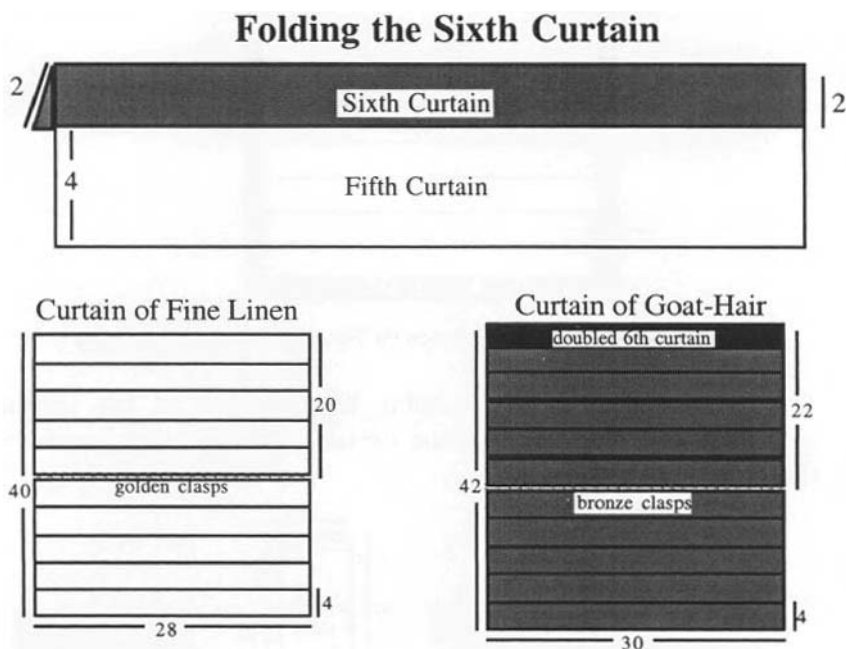 Folding the Sixth Curtain
2
Sixth Curtain
2
4
Fifth Curtain
Curtain of Fine Linen
20
40
golden clasps
4
28
Curtain of Goat-Hair
doubled 6th curtain
22
42
bronze clasps
4
30